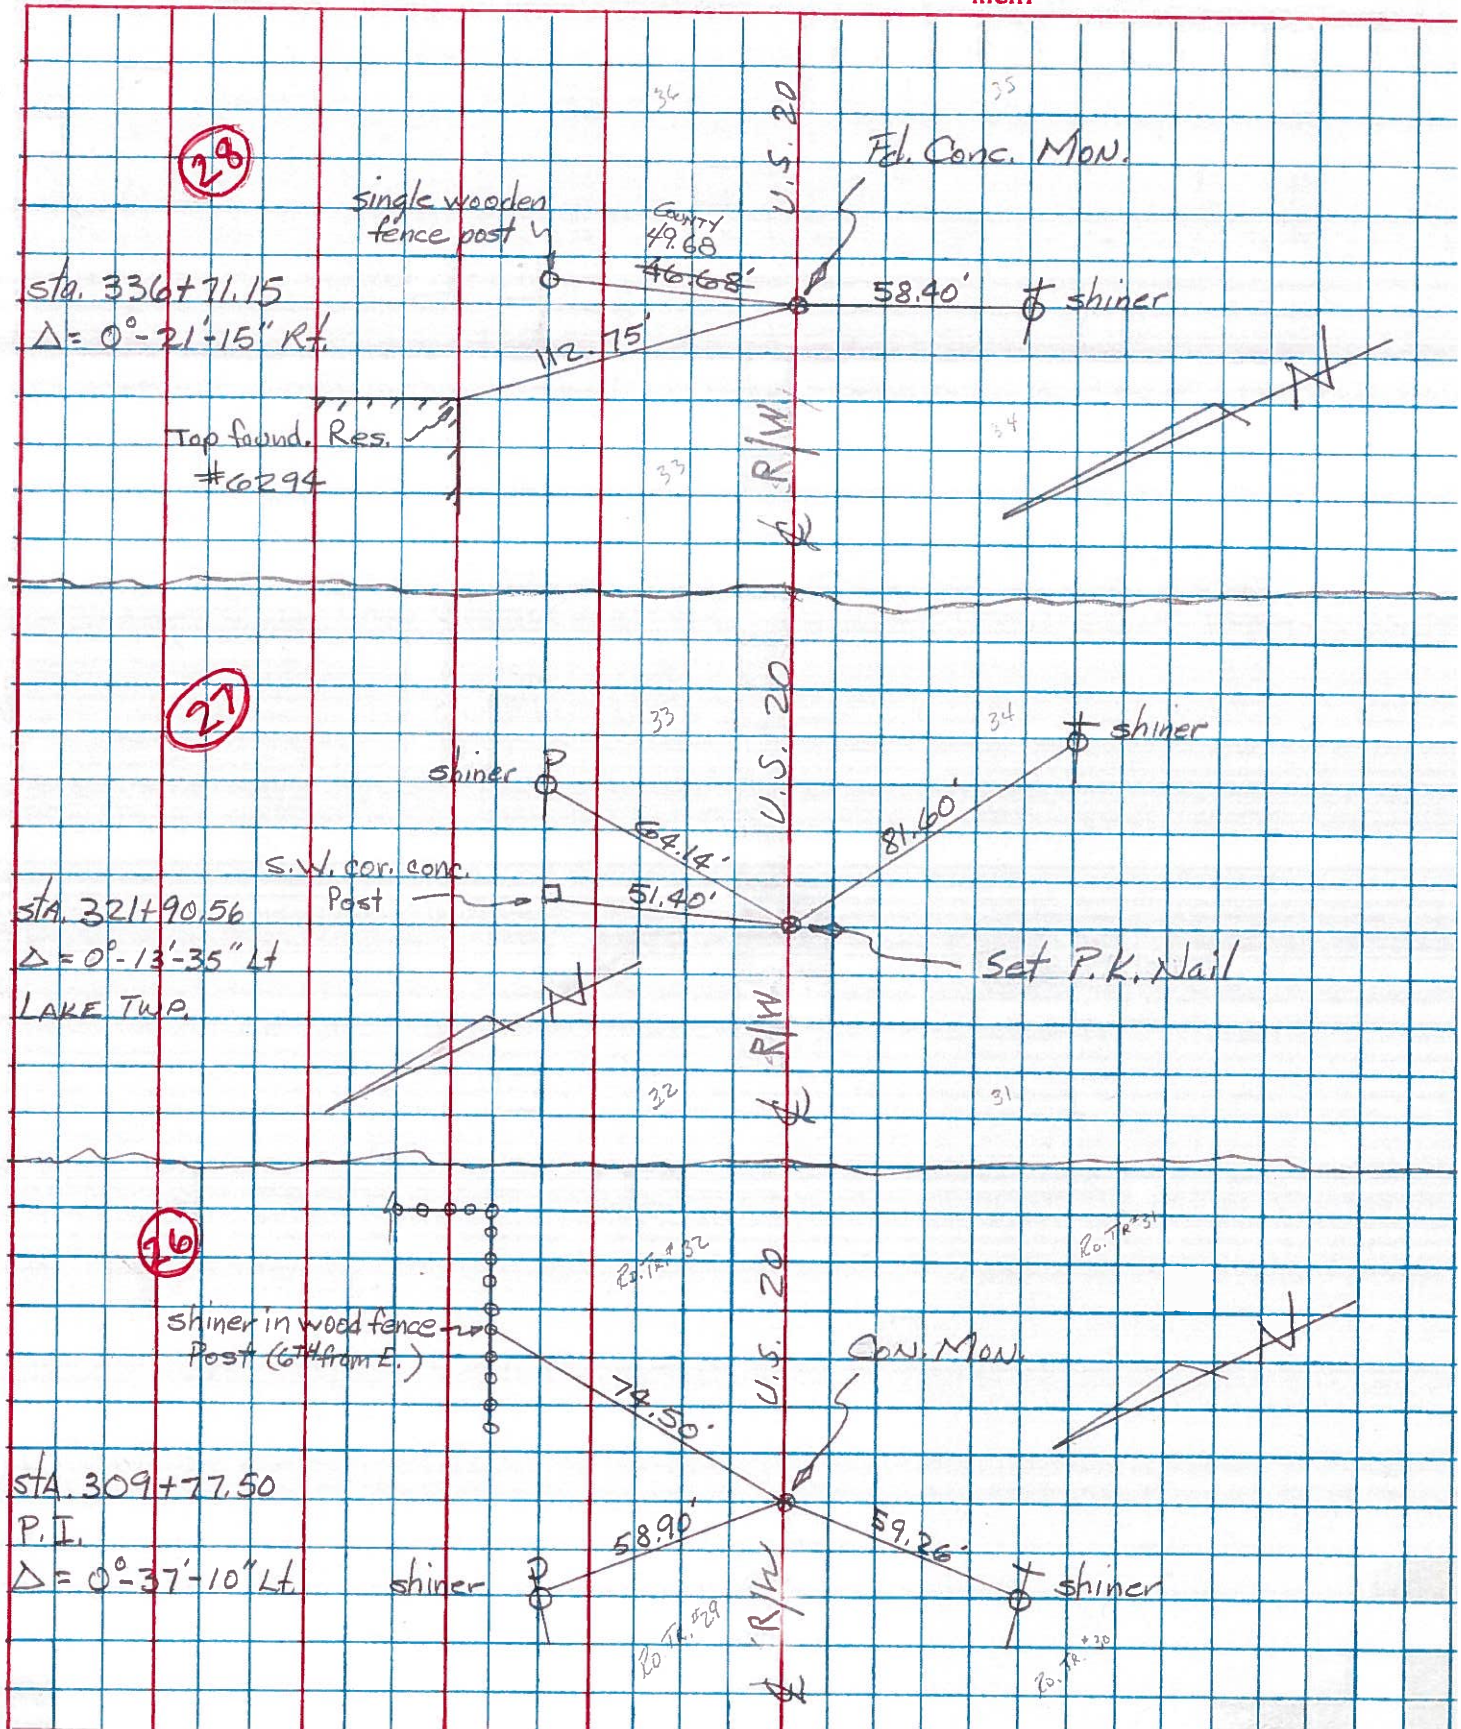 36
35
U.S. 20
28
Fd. Conc. Mon.
single wooden
fence post
County
49.68
46.68'
sta. 336+71.15
58.40'
shiner
Δ = 0°-21'-15" Rt.
112.75'
N
Top found. Res.
#6294
33
34
R/W
℄
27
33
34
U.S. 20
shiner
P
T
shiner
64.14'
81.60'
S.W. cor. conc.
Post
51.40'
stA. 321+90.56
Δ = 0°-13'-35" Lt
Set P.K. Nail
LAKE TWP.
N
R/W
32
31
℄
26
Ro. Tr # 32
Ro. Tr # 31
U.S. 20
shiner in wood fence
Post (6TH from E.)
Con. Mon.
N
74.50'
stA. 309+77.50
P.I.
58.90'
59.26'
Δ = 0°-37'-10" Lt.
shiner
P
T
shiner
R/W
Ro. Tr. #29
Ro. Tr. #30
℄